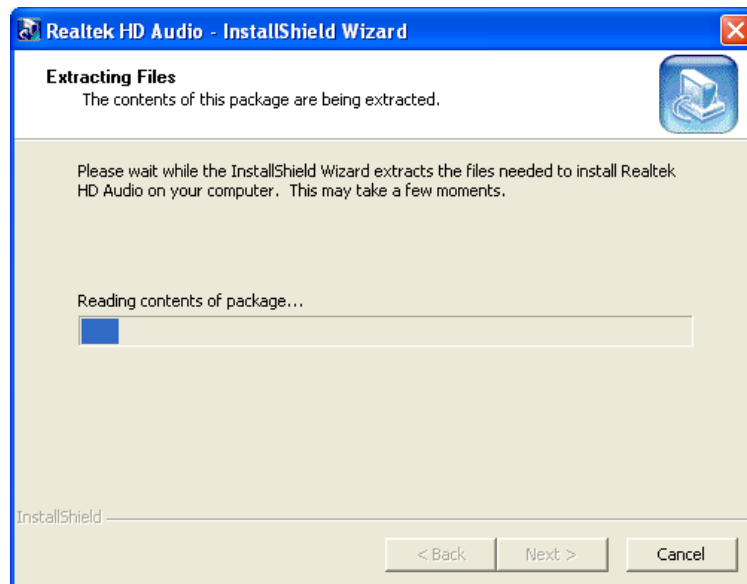 Realtek HD Audio - InstallShield Wizard
Extracting Files
The contents of this package are being extracted.
Please wait while the InstallShield Wizard extracts the files needed to install Realtek
HD Audio on your computer.  This may take a few moments.
Reading contents of package...
InstallShield
< Back
Next >
Cancel